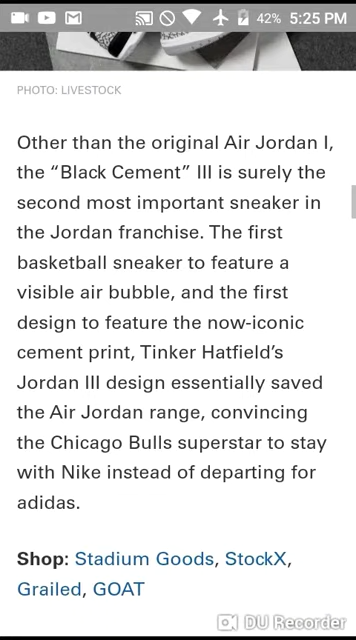 42% 5:25 PM
PHOTO: LIVESTOCK
Other than the original Air Jordan I,
the “Black Cement” III is surely the
second most important sneaker in
the Jordan franchise. The first
basketball sneaker to feature a
visible air bubble, and the first
design to feature the now-iconic
cement print, Tinker Hatfield’s
Jordan III design essentially saved
the Air Jordan range, convincing
the Chicago Bulls superstar to stay
with Nike instead of departing for
adidas.
Shop: Stadium Goods, StockX,
Grailed, GOAT
DU Recorder